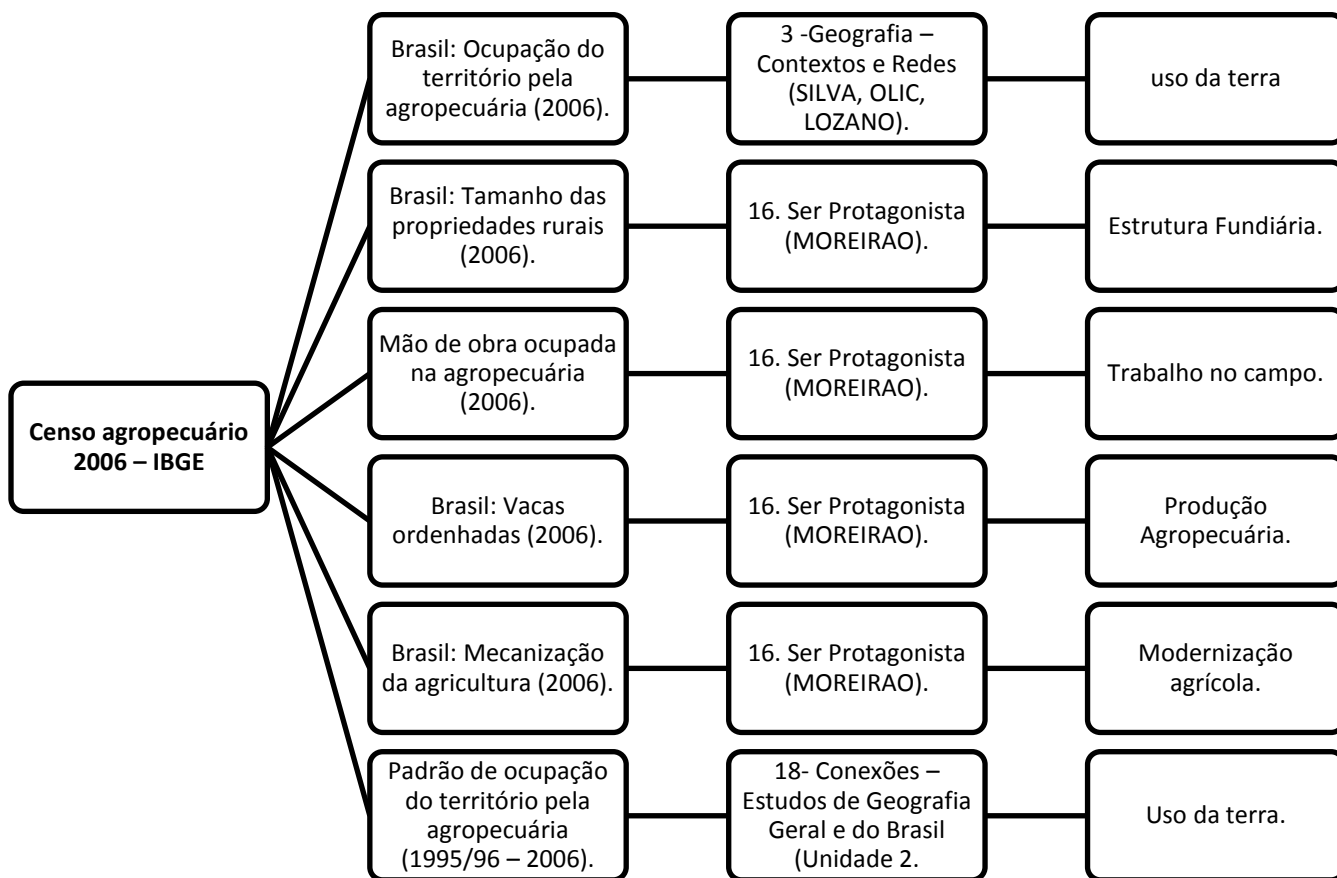 Brasil: Ocupação do
território pela
agropecuária (2006).
3 -Geografia –
Contextos e Redes
(SILVA, OLIC,
LOZANO).
uso da terra
Brasil: Tamanho das
propriedades rurais
(2006).
16. Ser Protagonista
(MOREIRAO).
Estrutura Fundiária.
Mão de obra ocupada
na agropecuária
(2006).
16. Ser Protagonista
(MOREIRAO).
Trabalho no campo.
Censo agropecuário
2006 – IBGE
Brasil: Vacas
ordenhadas (2006).
16. Ser Protagonista
(MOREIRAO).
Produção
Agropecuária.
Brasil: Mecanização
da agricultura (2006).
16. Ser Protagonista
(MOREIRAO).
Modernização
agrícola.
Padrão de ocupação
do território pela
agropecuária
(1995/96 – 2006).
18- Conexões –
Estudos de Geografia
Geral e do Brasil
(Unidade 2.
Uso da terra.